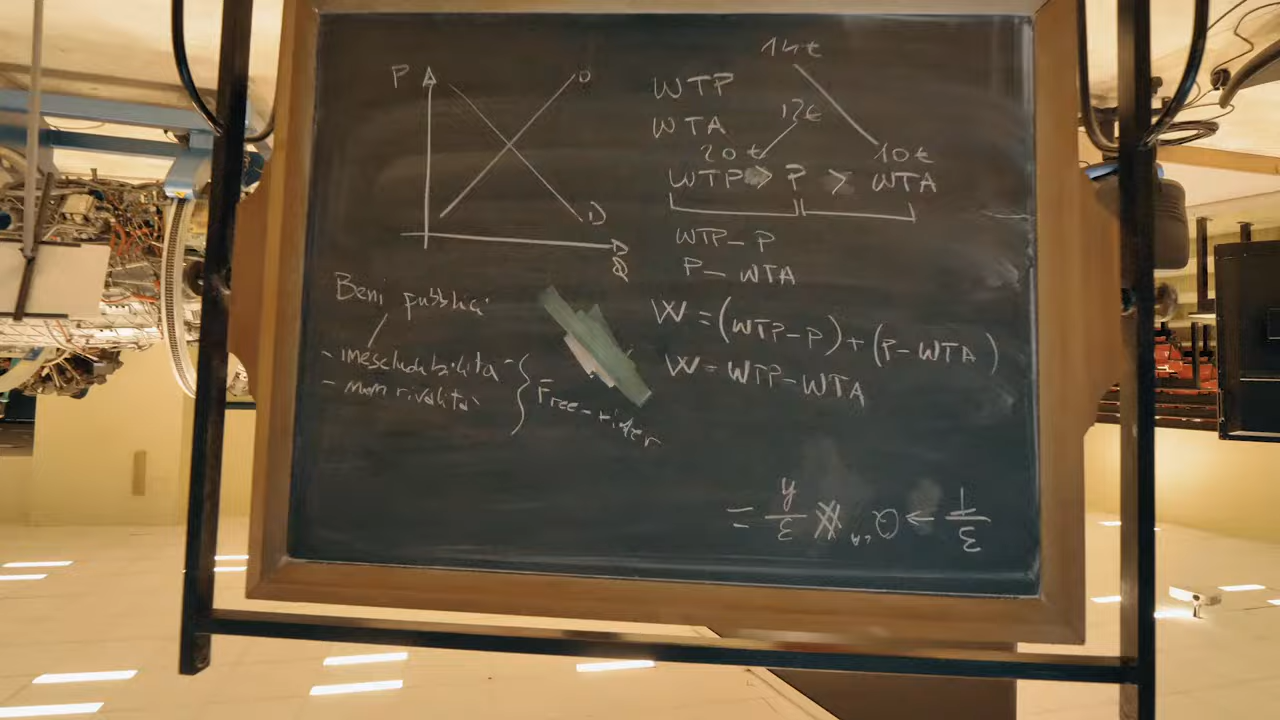 P
O
D
Q
WTP
WTA
14€
12€
20€ 10€
WTP > P > WTA
WTP - P
P - WTA
W = (WTP - P) + (P - WTA)
W = WTP - WTA
Beni pubblici
- inescludibilità
- non rivalità
Free-rider